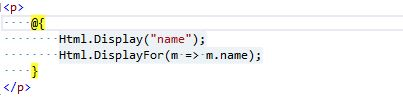 <p>
@{
Html.Display("name");
Html.DisplayFor(m => m.name);
}
</p>